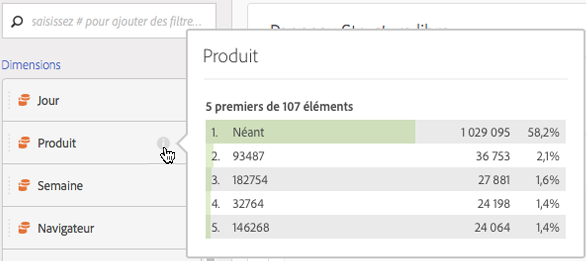 saisissez # pour ajouter des filtre...
Dimensions
Jour
Produit
Semaine
Navigateur
Produit
5 premiers de 107 éléments
1. Néant 1 029 095 58,2%
2. 93487 36 753 2,1%
3. 182754 27 881 1,6%
4. 32764 24 198 1,4%
5. 146268 24 064 1,4%